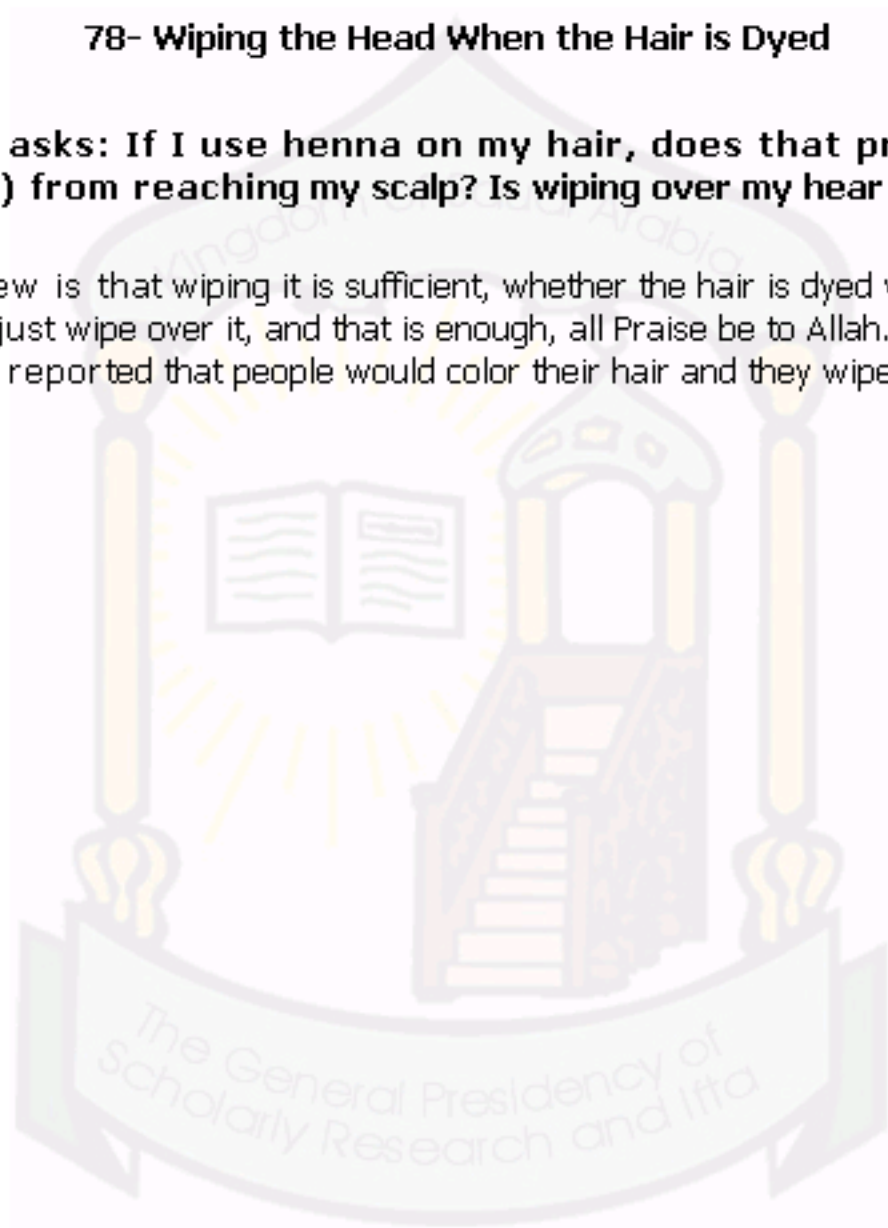 78- Wiping the Head When the Hair is Dyed
asks: If I use henna on my hair, does that pr
) from reaching my scalp? Is wiping over my hear
ew is that wiping it is sufficient, whether the hair is dyed
just wipe over it, and that is enough, all Praise be to Allah.
reported that people would color their hair and they wipe
Kingdom of Saudi Arabia
The General Presidency of
Scholarly Research and Ifta